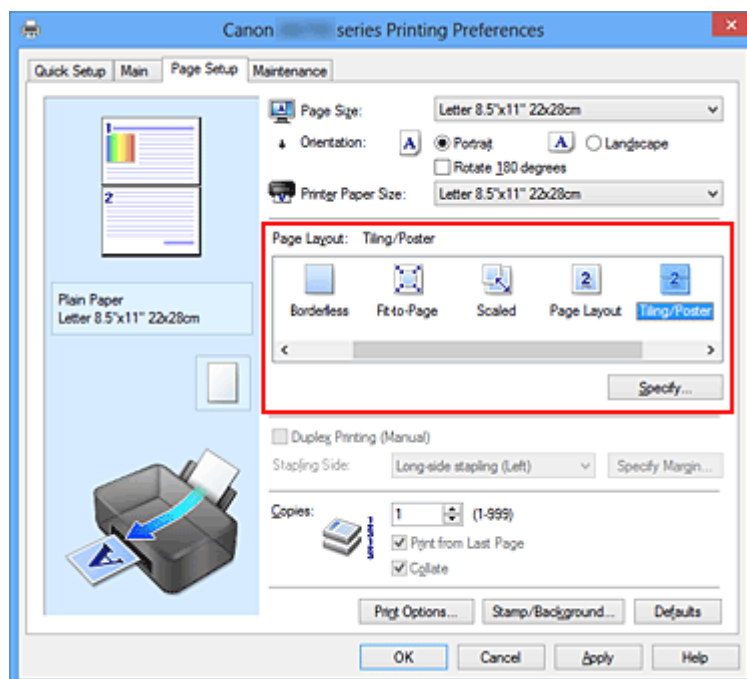 Canon series Printing Preferences
Quick Setup Main Page Setup Maintenance
Page Size: Letter 8.5"x11" 22x28cm
Orientation: A Portrait A Landscape
Rotate 180 degrees
Printer Paper Size: Letter 8.5"x11" 22x28cm
1
2
Page Layout: Tiling/Poster
2 2
Borderless Fit-to-Page Scaled Page Layout Tiling/Poster
Specify...
Plain Paper
Letter 8.5"x11" 22x28cm
Duplex Printing (Manual)
Stapling Side: Long-side stapling (Left) Specify Margin...
Copies: 1 (1-999)
Print from Last Page
Collate
A
Print Options... Stamp/Background... Defaults
OK Cancel Apply Help